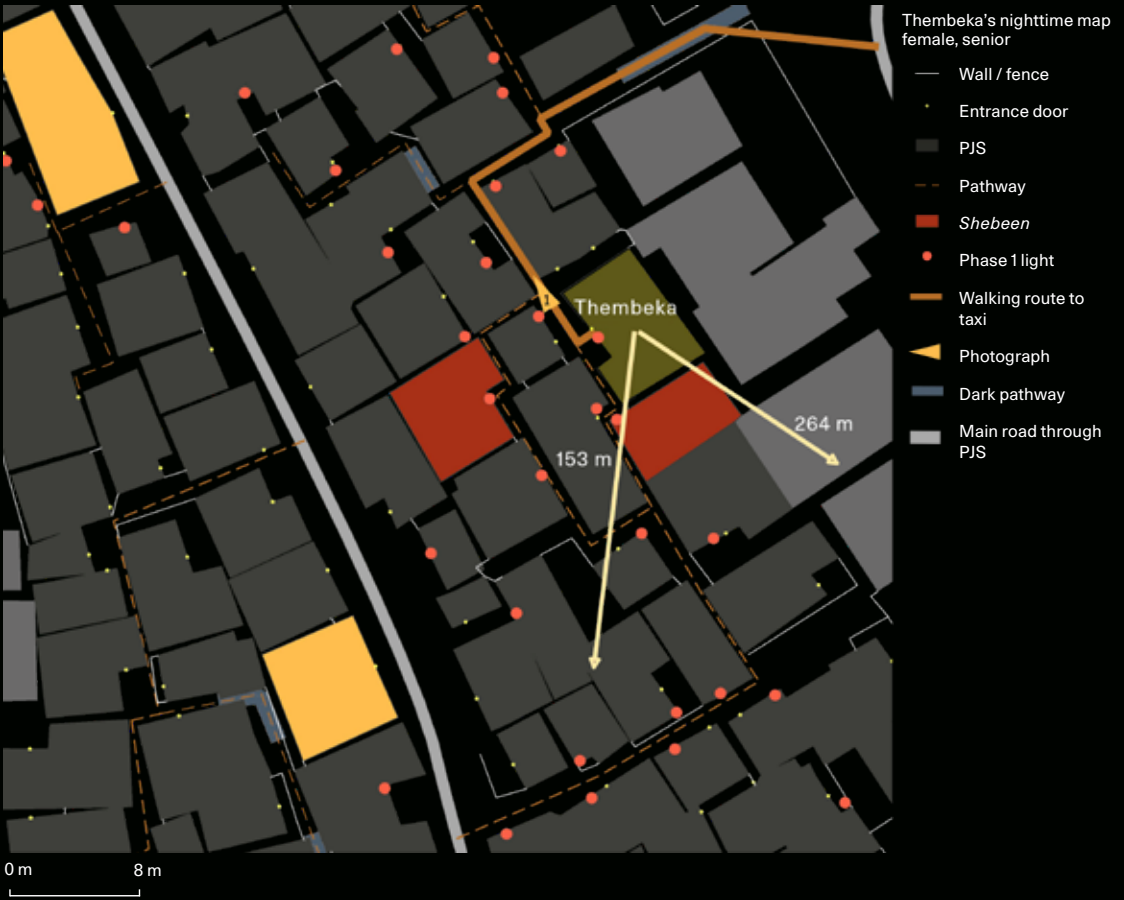 Thembeka’s nighttime map
female, senior
Wall / fence
Entrance door
PJS
Pathway
Shebeen
Phase 1 light
Walking route to
taxi
Photograph
Dark pathway
Main road through
PJS
1
Thembeka
264 m
153 m
0 m 8 m